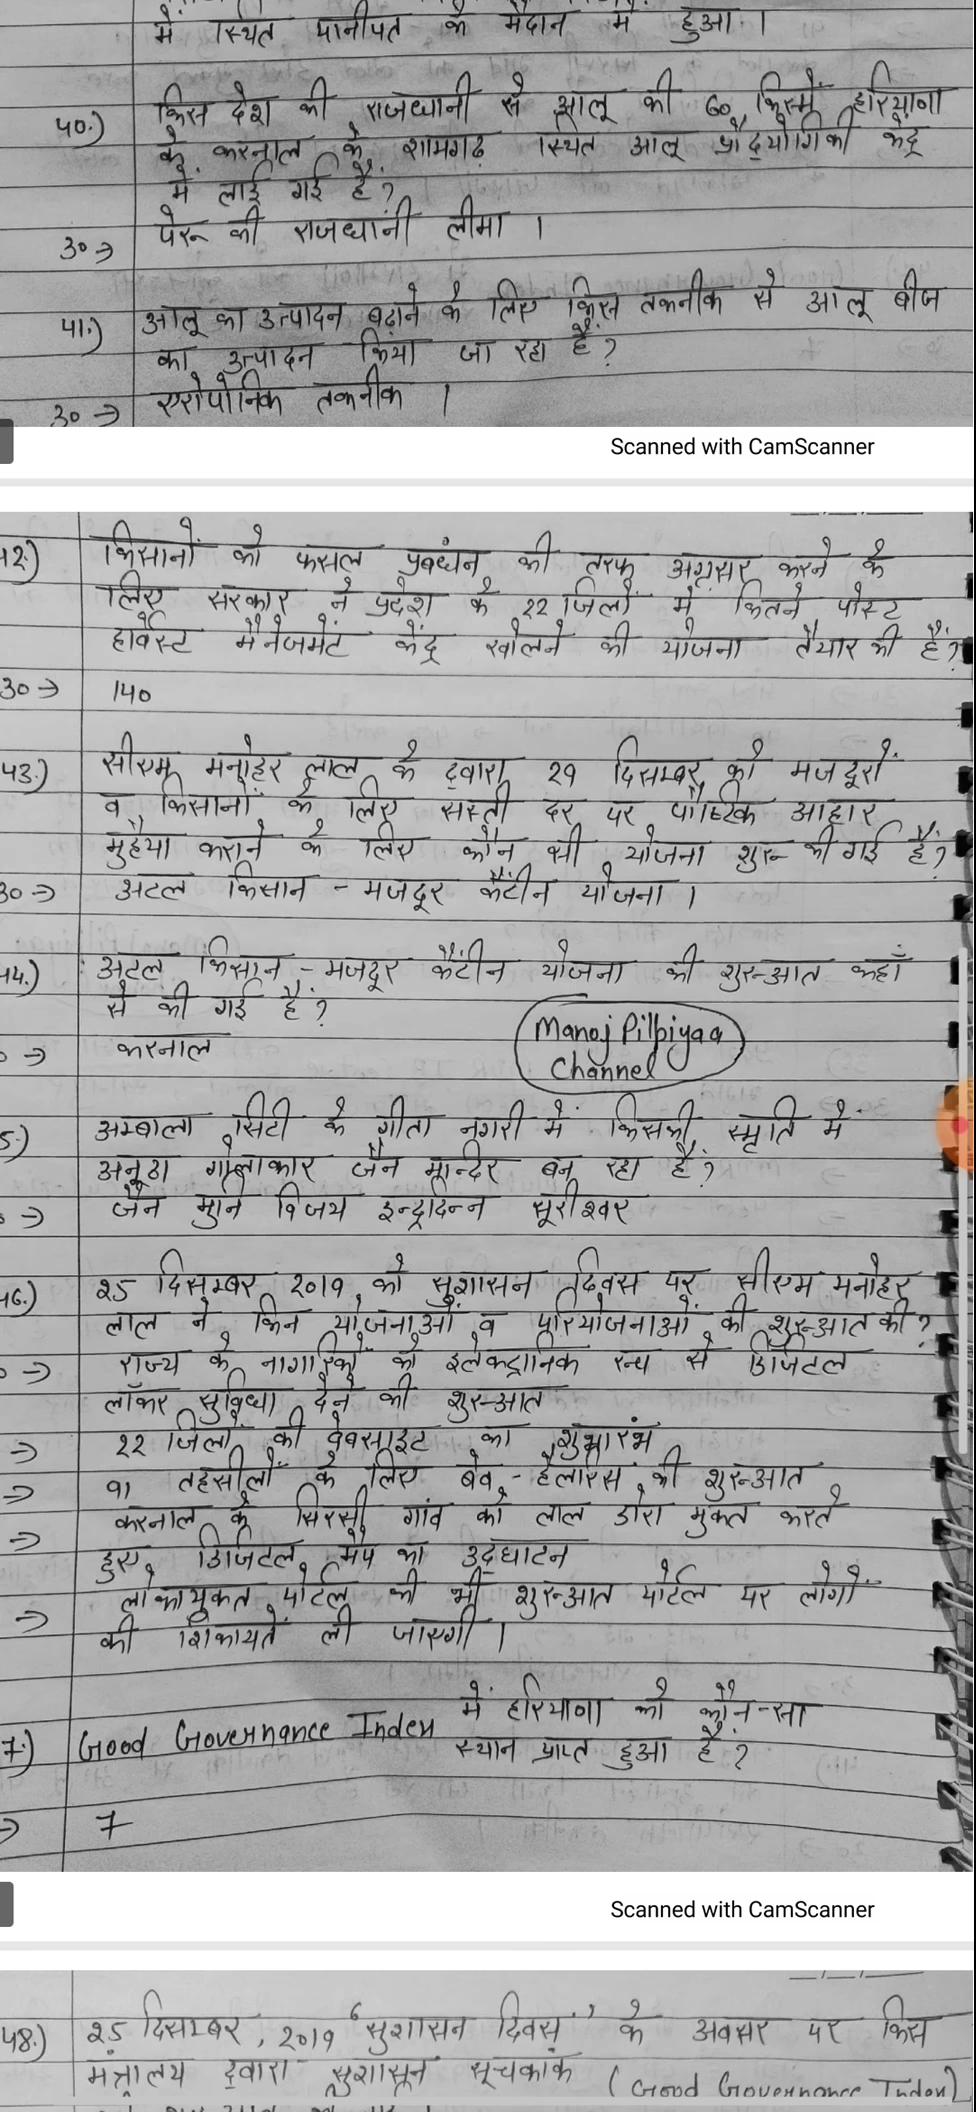 में स्थित पानीपत के मैदान में हुआ।
40.) किस देश की राजधानी से आलू की 60 किस्में हरियाणा
के करनाल के शामगढ़ स्थित आलू प्रौद्योगिकी केंद्र
में लाई गई हैं?
उ० ⇒ पेरू की राजधानी लीमा।
41.) आलू का उत्पादन बढ़ाने के लिए किस तकनीक से आलू बीज
का उत्पादन किया जा रहा है?
उ० ⇒ एरोपोनिक तकनीक।
Scanned with CamScanner
42.) किसानों को फसल प्रबंधन की तरफ अग्रसर करने के
लिए सरकार ने प्रदेश के 22 जिलों में कितने पोस्ट
हार्वेस्ट मैनेजमेंट केंद्र खोलने की योजना तैयार की है?
उ० ⇒ 140
43.) सीएम मनोहर लाल के द्वारा 29 दिसम्बर को मजदूरों
व किसानों के लिए सस्ती दर पर पौष्टिक आहार
मुहैया कराने के लिए कौन सी योजना शुरू की गई है?
उ० ⇒ अटल किसान - मजदूर कैंटीन योजना।
44.) अटल किसान - मजदूर कैंटीन योजना की शुरुआत कहाँ
से की गई है?
⇒ करनाल
Manoj Pilpiyaa
Channel
5.) अम्बाला सिटी के गीता नगरी में किसकी स्मृति में
अनूठा गोलाकार जैन मन्दिर बन रहा है?
⇒ जैन मुनि विजय इन्द्रदिन्न सूरीश्वर
46.) 25 दिसम्बर 2019 को सुशासन दिवस पर सीएम मनोहर
लाल ने किन योजनाओं व परियोजनाओं की शुरुआत की?
⇒ राज्य के नागरिकों को इलेक्ट्रानिक रूप से डिजिटल
लॉकर सुविधा देने की शुरुआत
⇒ 22 जिलों की वेबसाइट का शुभारंभ
⇒ 91 तहसीलों के लिए बेव - हैलरिस की शुरुआत
⇒ करनाल के सिरसी गांव को लाल डोरा मुक्त करते
हुए डिजिटल मैप का उद्घाटन
⇒ लोकायुक्त पोर्टल की भी शुरुआत पोर्टल पर लोगों
की शिकायतें ली जाएगी।
7.) Good Governance Index में हरियाणा को कौन-सा
स्थान प्राप्त हुआ है?
⇒ 7
Scanned with CamScanner
48.) 25 दिसम्बर, 2019 "सुशासन दिवस" के अवसर पर किस
मंत्रालय द्वारा सुशासन सूचकांक (Good Governance Index)